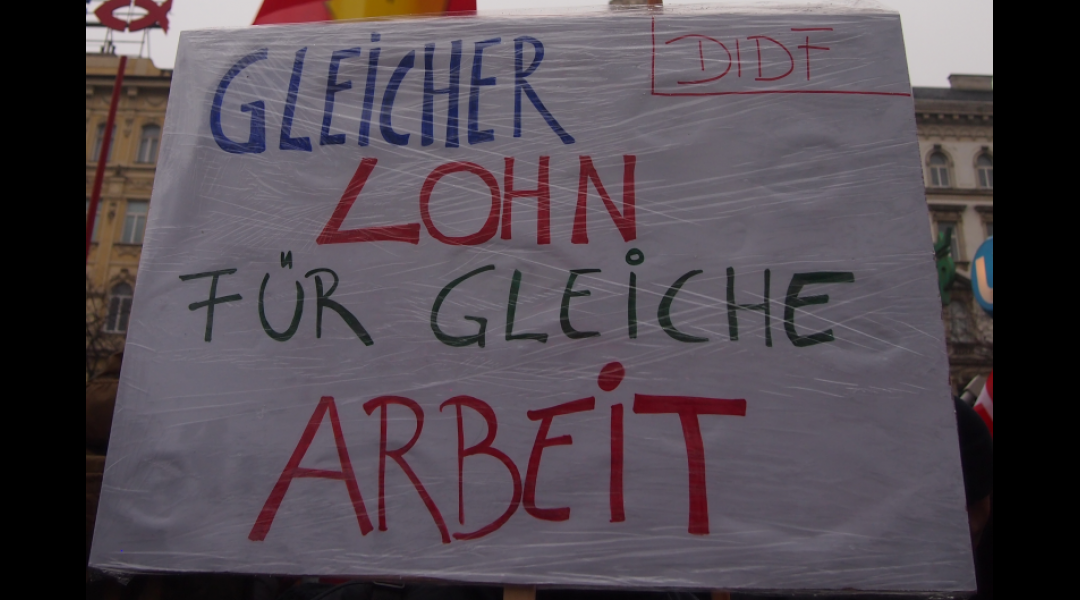 GLEICHER
DIDF
LOHN
FÜR GLEICHE
ARBEIT
U